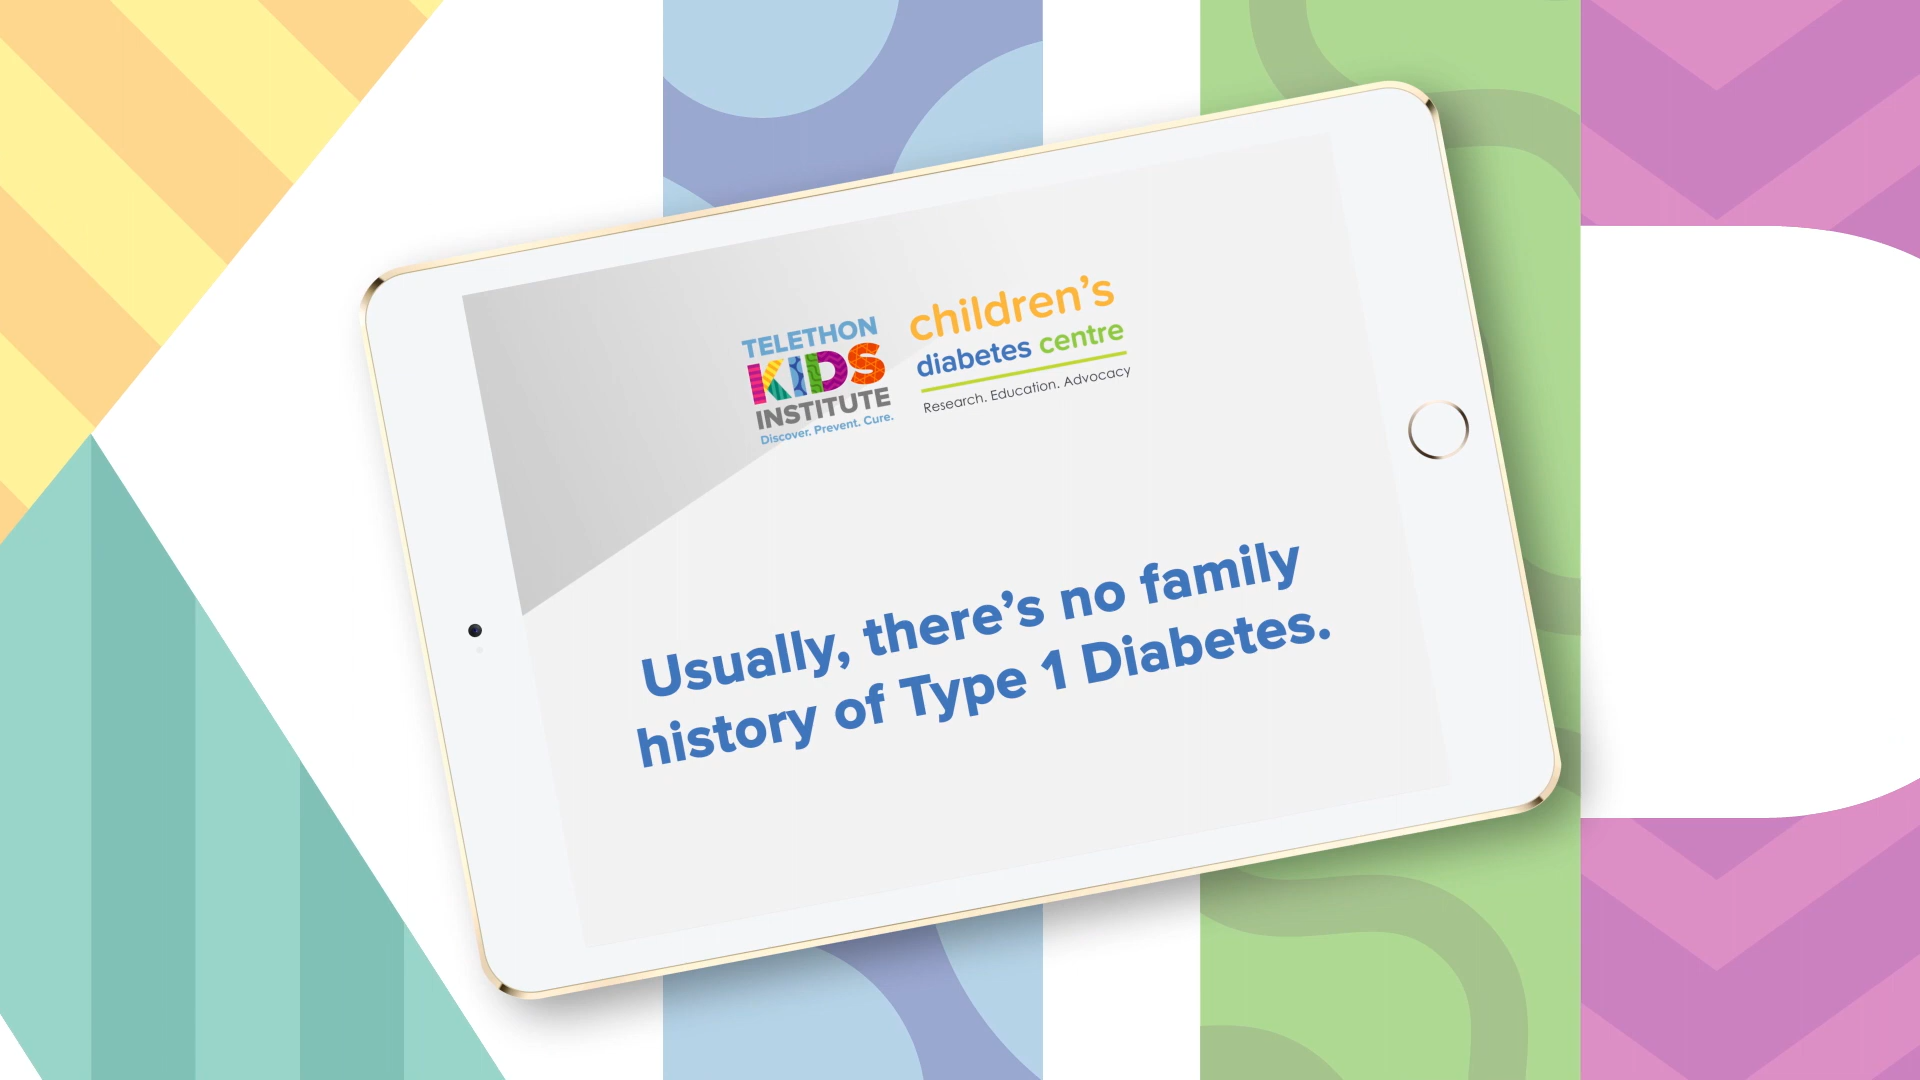 TELETHON
KIDS
INSTITUTE
Discover. Prevent. Cure.
children’s
diabetes centre
Research. Education. Advocacy
Usually, there’s no family
history of Type 1 Diabetes.